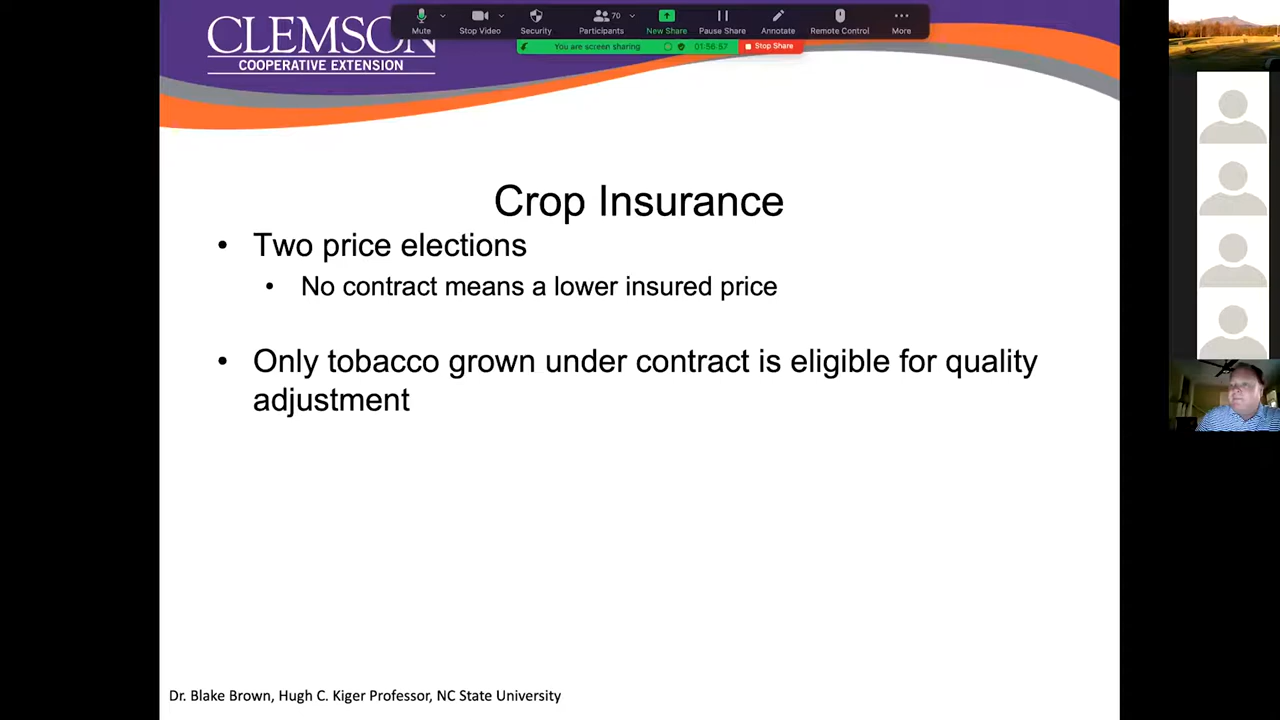 CLEMSON
COOPERATIVE EXTENSION
Mute
Stop Video
Security
70
Participants
New Share
Pause Share
Annotate
Remote Control
More
You are screen sharing
01:56:57
Stop Share
Crop Insurance
• Two price elections
• No contract means a lower insured price
• Only tobacco grown under contract is eligible for quality
adjustment
Dr. Blake Brown, Hugh C. Kiger Professor, NC State University